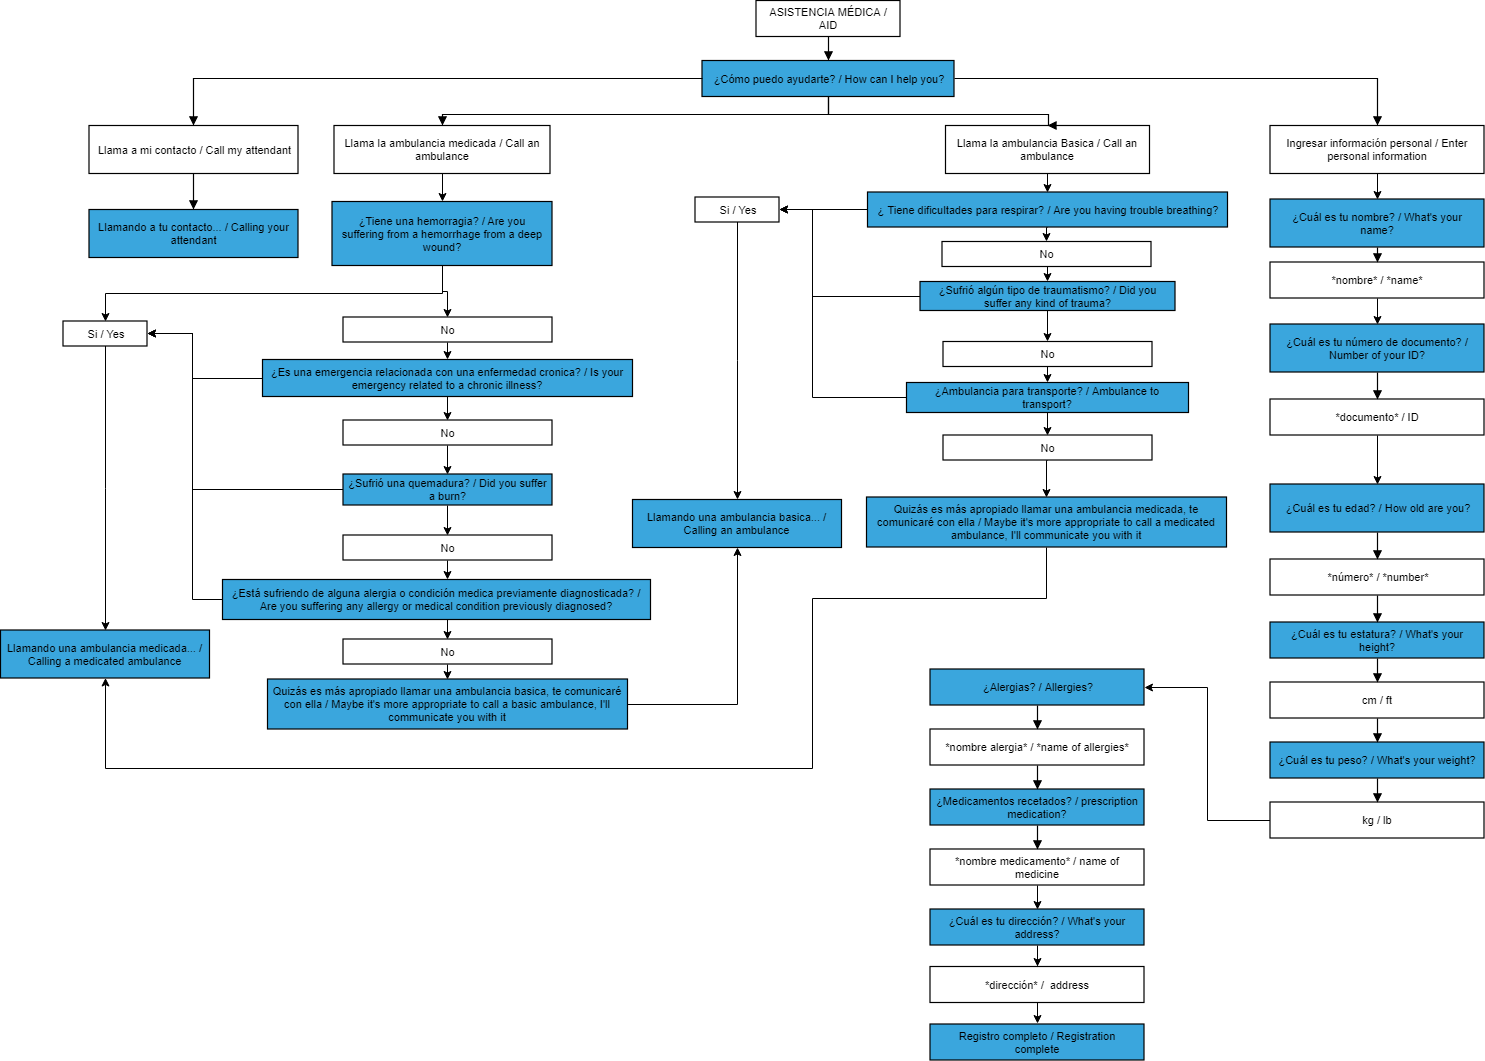 ASISTENCIA MÉDICA /
AID
¿Cómo puedo ayudarte? / How can I help you?
Llama a mi contacto / Call my attendant
Llamando a tu contacto... / Calling your
attendant
Llama la ambulancia medicada / Call an
ambulance
¿Tiene una hemorragia? / Are you
suffering from a hemorrhage from a deep
wound?
Si / Yes
No
¿Es una emergencia relacionada con una enfermedad cronica? / Is your
emergency related to a chronic illness?
No
¿Sufrió una quemadura? / Did you suffer
a burn?
No
¿Está sufriendo de alguna alergia o condición medica previamente diagnosticada? /
Are you suffering any allergy or medical condition previously diagnosed?
No
Llamando una ambulancia medicada... /
Calling a medicated ambulance
Quizás es más apropiado llamar una ambulancia basica, te comunicaré
con ella / Maybe it's more appropriate to call a basic ambulance, I'll
communicate you with it
Llama la ambulancia Basica / Call an
ambulance
¿ Tiene dificultades para respirar? / Are you having trouble breathing?
Si / Yes
No
¿Sufrió algún tipo de traumatismo? / Did you
suffer any kind of trauma?
No
¿Ambulancia para transporte? / Ambulance to
transport?
No
Llamando una ambulancia basica... /
Calling an ambulance
Quizás es más apropiado llamar una ambulancia medicada, te
comunicaré con ella / Maybe it's more appropriate to call a medicated
ambulance, I'll communicate you with it
Ingresar información personal / Enter
personal information
¿Cuál es tu nombre? / What's your
name?
*nombre* / *name*
¿Cuál es tu número de documento? /
Number of your ID?
*documento* / ID
¿Cuál es tu edad? / How old are you?
*número* / *number*
¿Cuál es tu estatura? / What's your
height?
cm / ft
¿Cuál es tu peso? / What's your weight?
kg / lb
¿Alergias? / Allergies?
*nombre alergia* / *name of allergies*
¿Medicamentos recetados? / prescription
medication?
*nombre medicamento* / name of
medicine
¿Cuál es tu dirección? / What's your
address?
*dirección* / address
Registro completo / Registration
complete